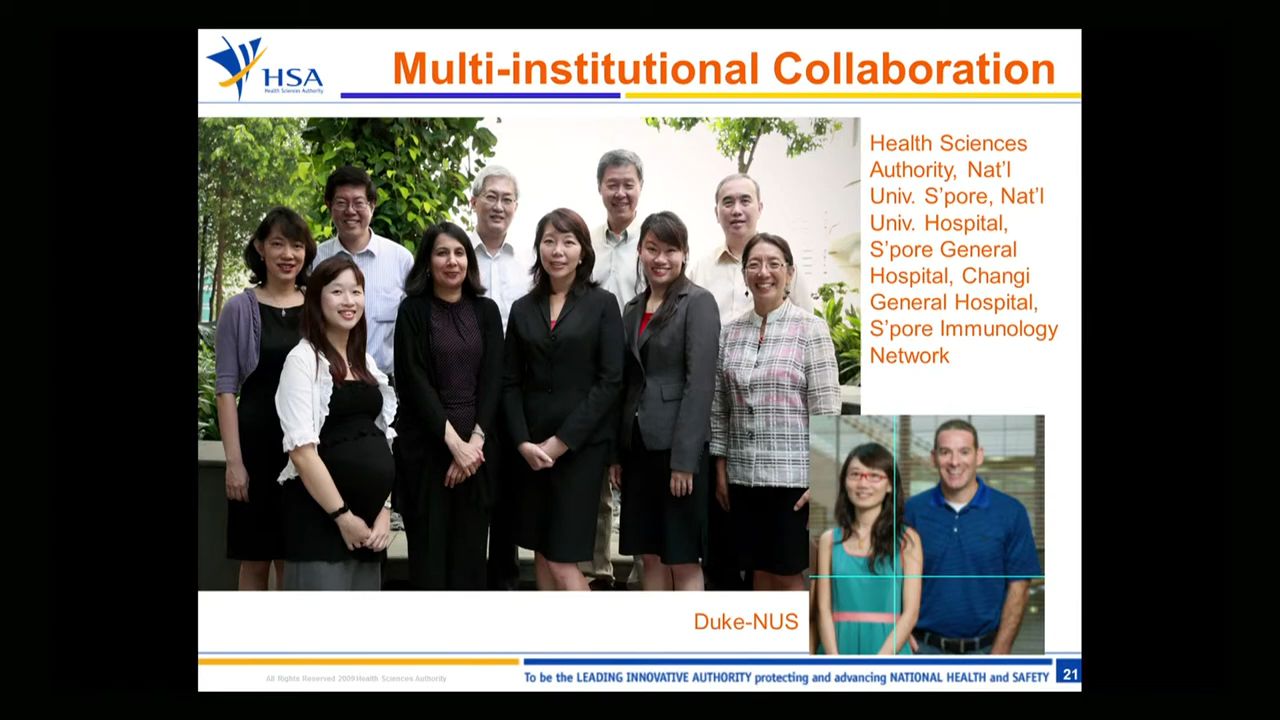 HSA
Health Sciences Authority
Multi-institutional Collaboration
Health Sciences
Authority, Nat'l
Univ. S'pore, Nat'l
Univ. Hospital,
S'pore General
Hospital, Changi
General Hospital,
S'pore Immunology
Network
Duke-NUS
All Rights Reserved 2009 Health Sciences Authority
To be the LEADING INNOVATIVE AUTHORITY protecting and advancing NATIONAL HEALTH and SAFETY
21